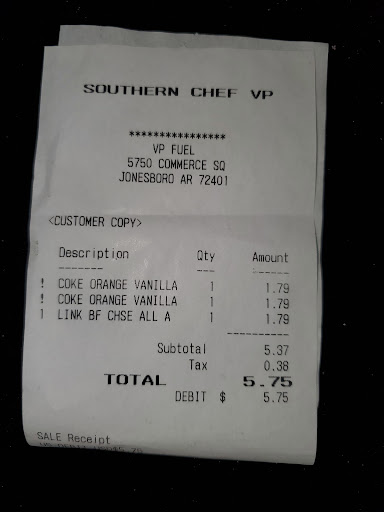 SOUTHERN CHEF VP
****************
VP FUEL
5750 COMMERCE SQ
JONESBORO AR 72401
<CUSTOMER COPY>
Description Qty Amount
------- --- ------
! COKE ORANGE VANILLA 1 1.79
! COKE ORANGE VANILLA 1 1.79
! LINK BF CHSE ALL A 1 1.79
----------
Subtotal 5.37
Tax 0.38
TOTAL 5.75
DEBIT $ 5.75
SALE Receipt